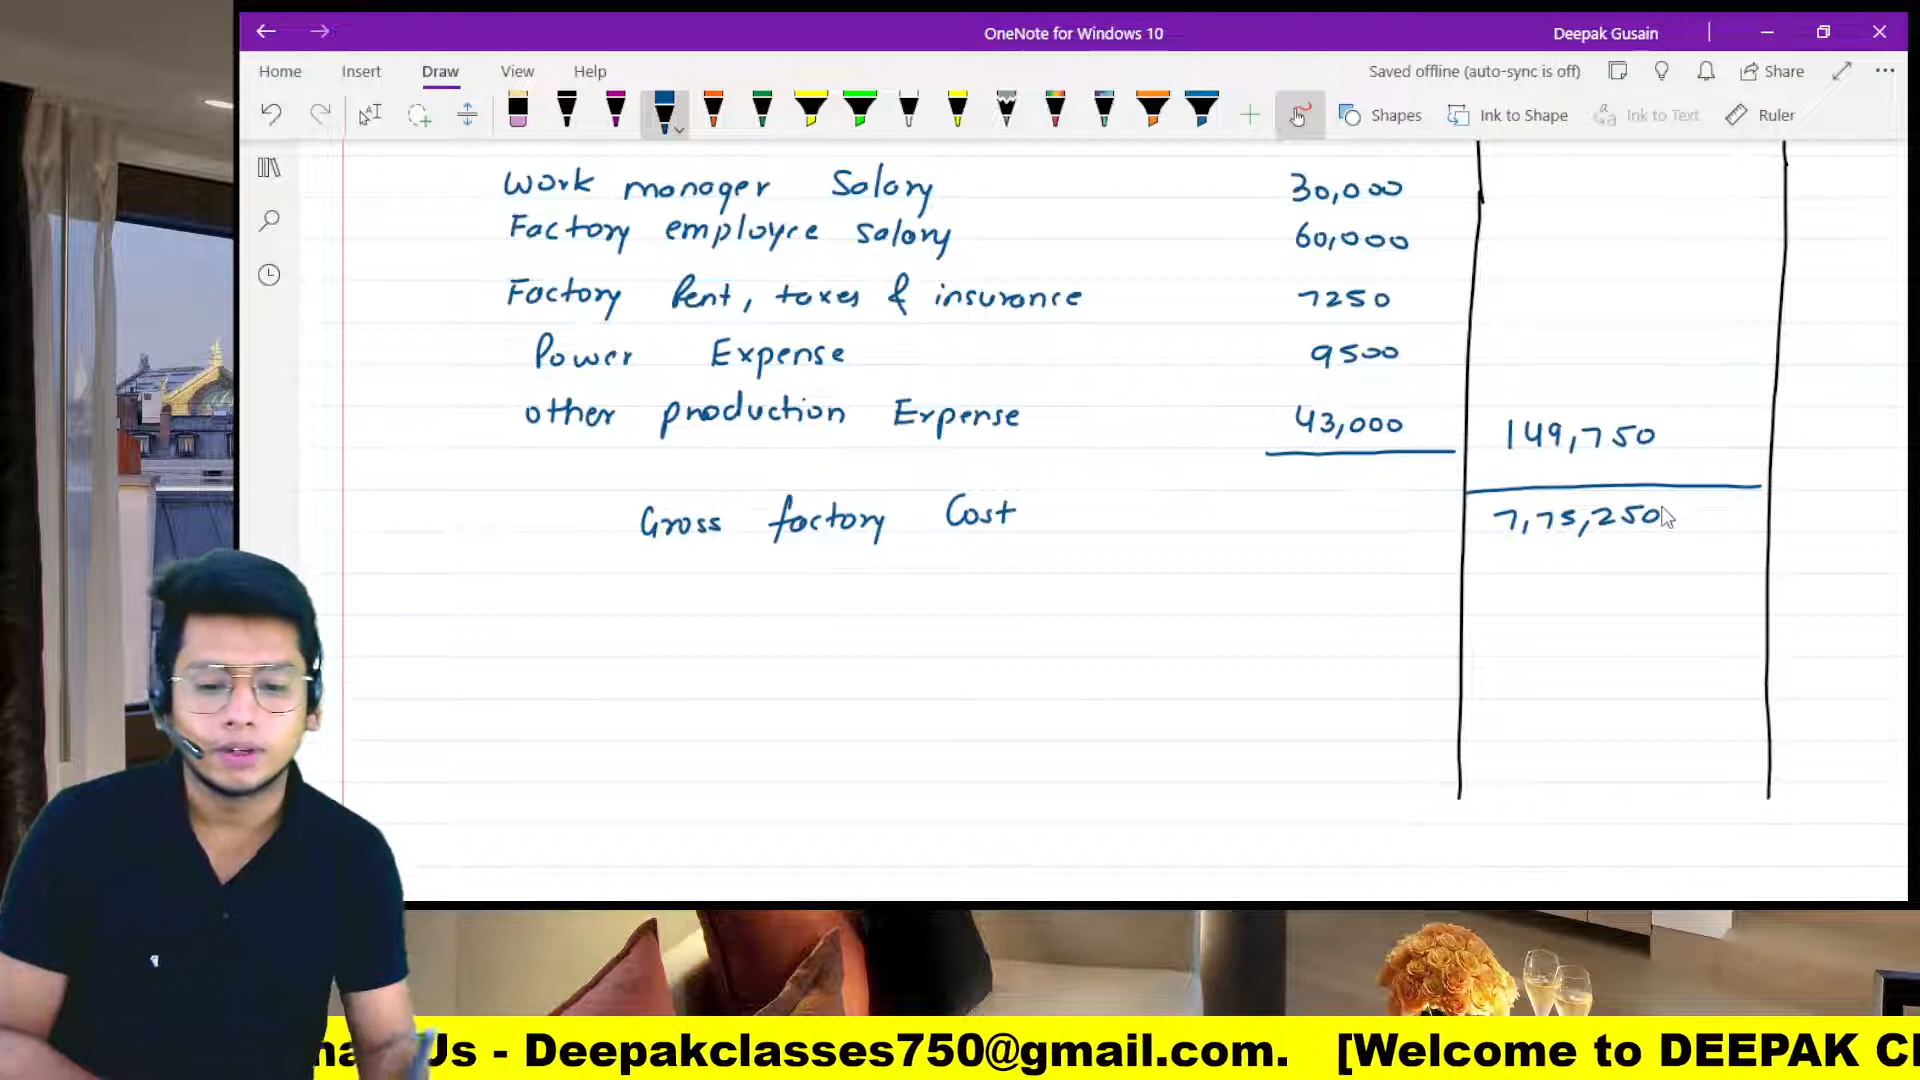 OneNote for Windows 10 Deepak Gusain
Home Insert Draw View Help Saved offline (auto-sync is off) Share
Shapes Ink to Shape Ink to Text Ruler
Work manager Salary 30,000
Factory employee salary 60,000
Factory Rent, taxes & insurance 7250
Power Expense 9500
other production Expense 43,000 149,750
Gross factory Cost 7,75,250
Us - Deepakclasses750@gmail.com. [Welcome to DEEPAK